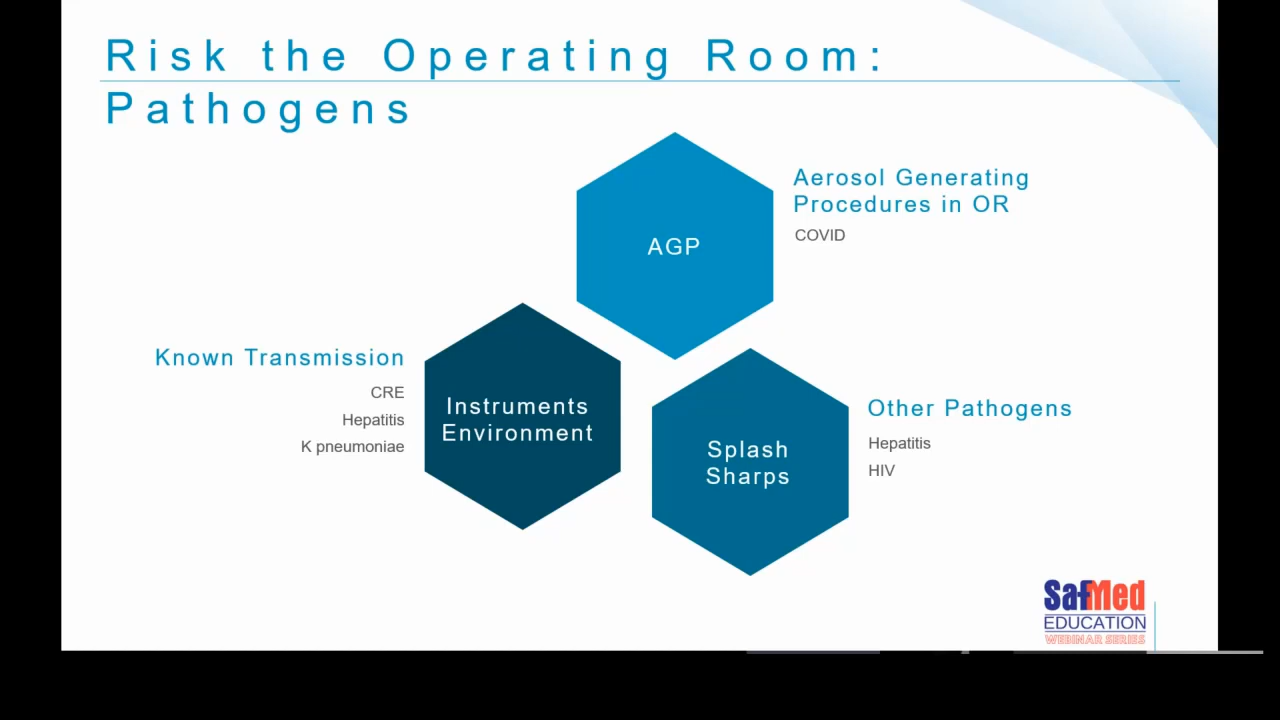 Risk the Operating Room:
Pathogens
AGP
Aerosol Generating
Procedures in OR
COVID
Known Transmission
CRE
Hepatitis
K pneumoniae
Instruments
Environment
Splash
Sharps
Other Pathogens
Hepatitis
HIV
SafMed
EDUCATION
WEBINAR SERIES